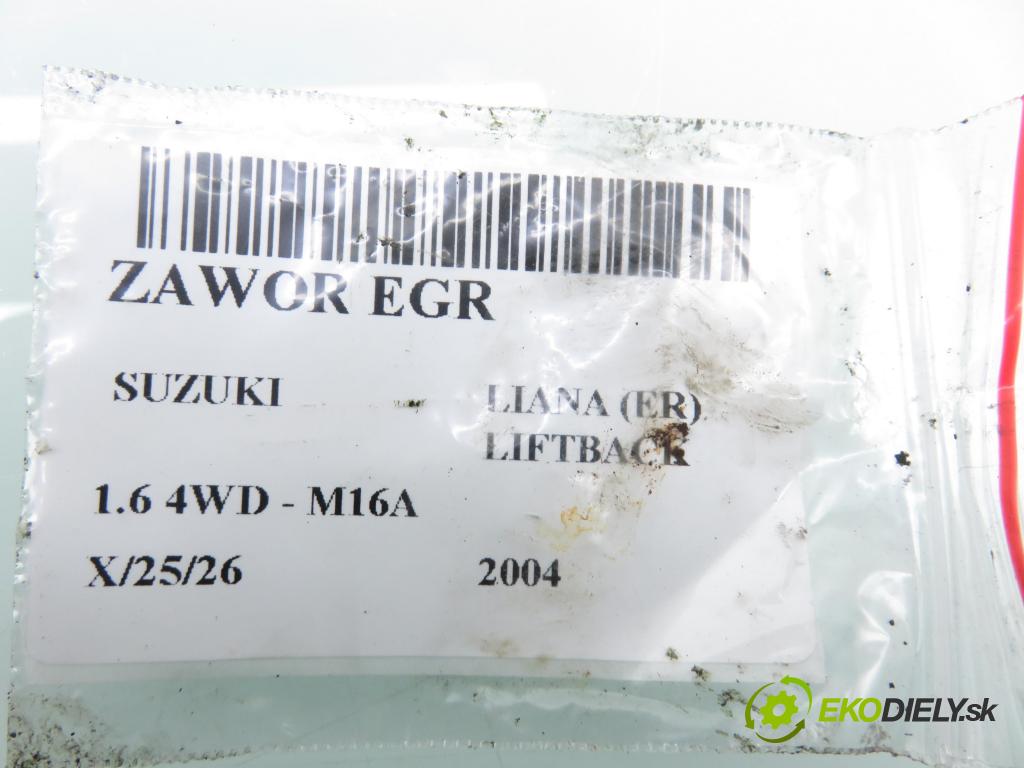 ZAWOR EGR
SUZUKI LIANA (ER)
LIFTBACK
1.6 4WD - M16A
X/25/26 2004
EKODIELY.sk